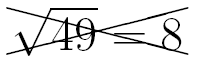 √49 = 8